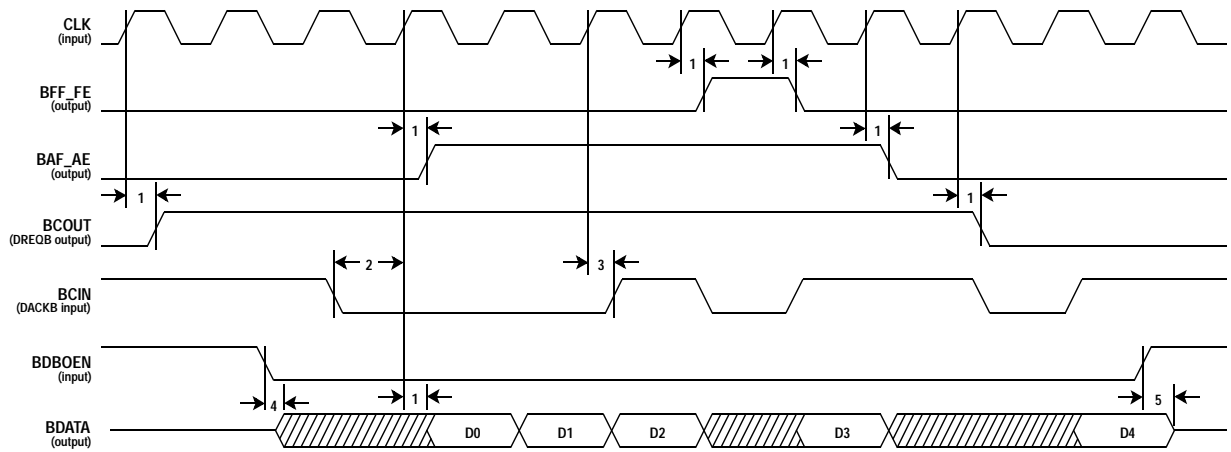 CLK
(input)
1
1
BFF_FE
(output)
1
1
BAF_AE
(output)
1
1
BCOUT
(DREQB output)
2
3
BCIN
(DACKB input)
BDBOEN
(input)
4
1
5
BDATA
(output)
D0
D1
D2
D3
D4